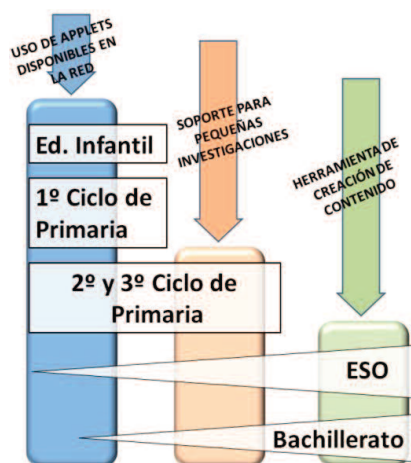 USO DE APPLETS
DISPONIBLES EN
LA RED
SOPORTE PARA
PEQUEÑAS
INVESTIGACIONES
HERRAMIENTA DE
CREACIÓN DE
CONTENIDO
Ed. Infantil
1º Ciclo de
Primaria
2º y 3º Ciclo de
Primaria
ESO
Bachillerato